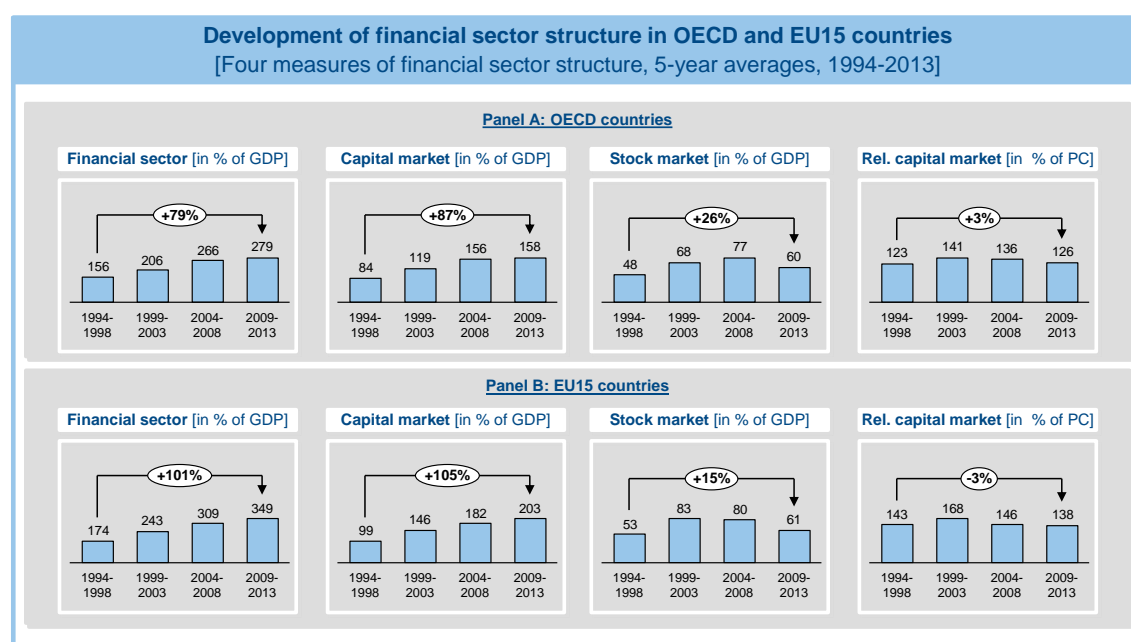 Development of financial sector structure in OECD and EU15 countries
[Four measures of financial sector structure, 5-year averages, 1994-2013]
Panel A: OECD countries
Financial sector [in % of GDP]
+79%
156 206 266 279
1994-1998 1999-2003 2004-2008 2009-2013
Capital market [in % of GDP]
+87%
84 119 156 158
1994-1998 1999-2003 2004-2008 2009-2013
Stock market [in % of GDP]
+26%
48 68 77 60
1994-1998 1999-2003 2004-2008 2009-2013
Rel. capital market [in % of PC]
+3%
123 141 136 126
1994-1998 1999-2003 2004-2008 2009-2013
Panel B: EU15 countries
Financial sector [in % of GDP]
+101%
174 243 309 349
1994-1998 1999-2003 2004-2008 2009-2013
Capital market [in % of GDP]
+105%
99 146 182 203
1994-1998 1999-2003 2004-2008 2009-2013
Stock market [in % of GDP]
+15%
53 83 80 61
1994-1998 1999-2003 2004-2008 2009-2013
Rel. capital market [in % of PC]
-3%
143 168 146 138
1994-1998 1999-2003 2004-2008 2009-2013